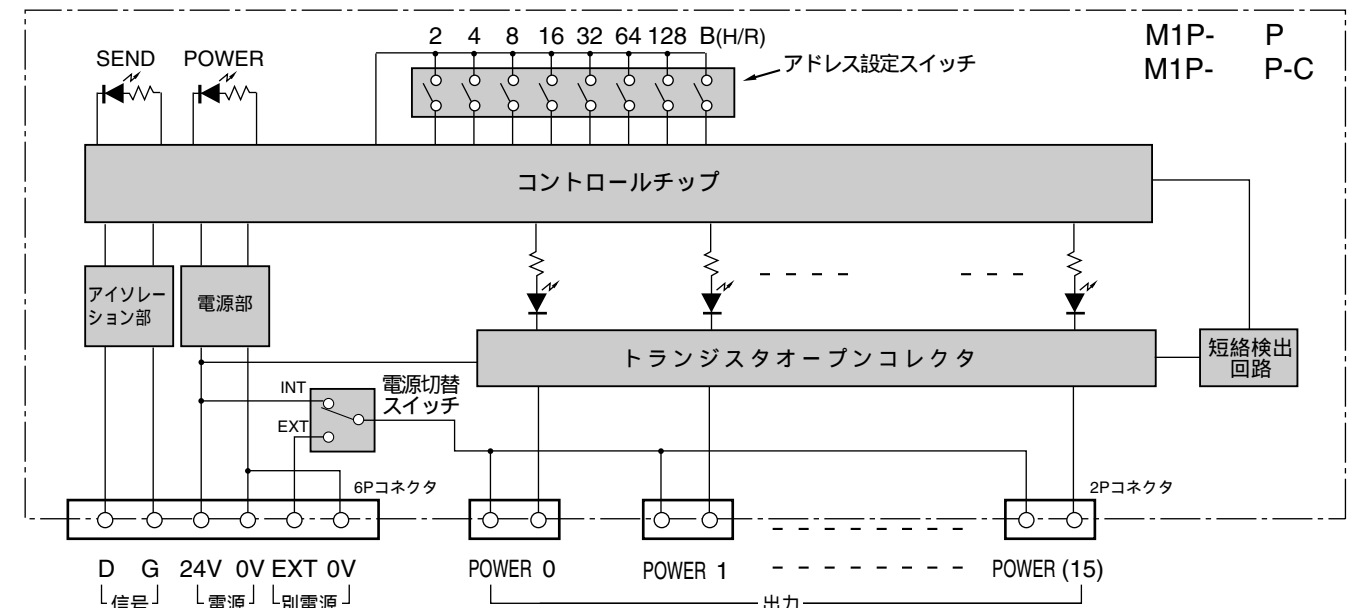 2 4 8 16 32 64 128 B(H/R)
M1P- P
M1P- P-C
SEND POWER
アドレス設定スイッチ
コントロールチップ
アイソレー
ション部
電源部
トランジスタオープンコレクタ
短絡検出
回路
INT
EXT
電源切替
スイッチ
6Pコネクタ
2Pコネクタ
D G 24V 0V EXT 0V
POWER 0
POWER 1
POWER (15)
信号
電源
別電源
出力